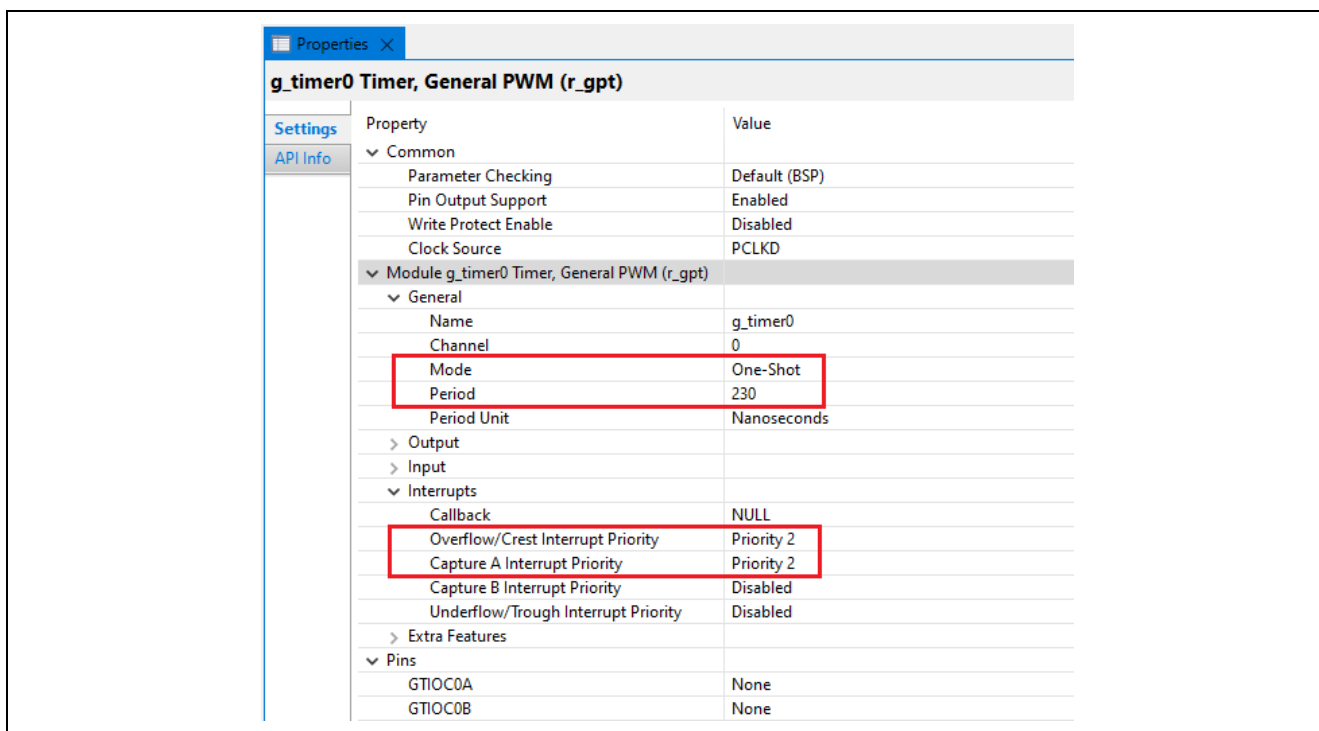 Properties
g_timer0 Timer, General PWM (r_gpt)
Settings
API Info
Property Value
Common
Parameter Checking Default (BSP)
Pin Output Support Enabled
Write Protect Enable Disabled
Clock Source PCLKD
Module g_timer0 Timer, General PWM (r_gpt)
General
Name g_timer0
Channel 0
Mode One-Shot
Period 230
Period Unit Nanoseconds
Output
Input
Interrupts
Callback NULL
Overflow/Crest Interrupt Priority Priority 2
Capture A Interrupt Priority Priority 2
Capture B Interrupt Priority Disabled
Underflow/Trough Interrupt Priority Disabled
Extra Features
Pins
GTIOC0A None
GTIOC0B None